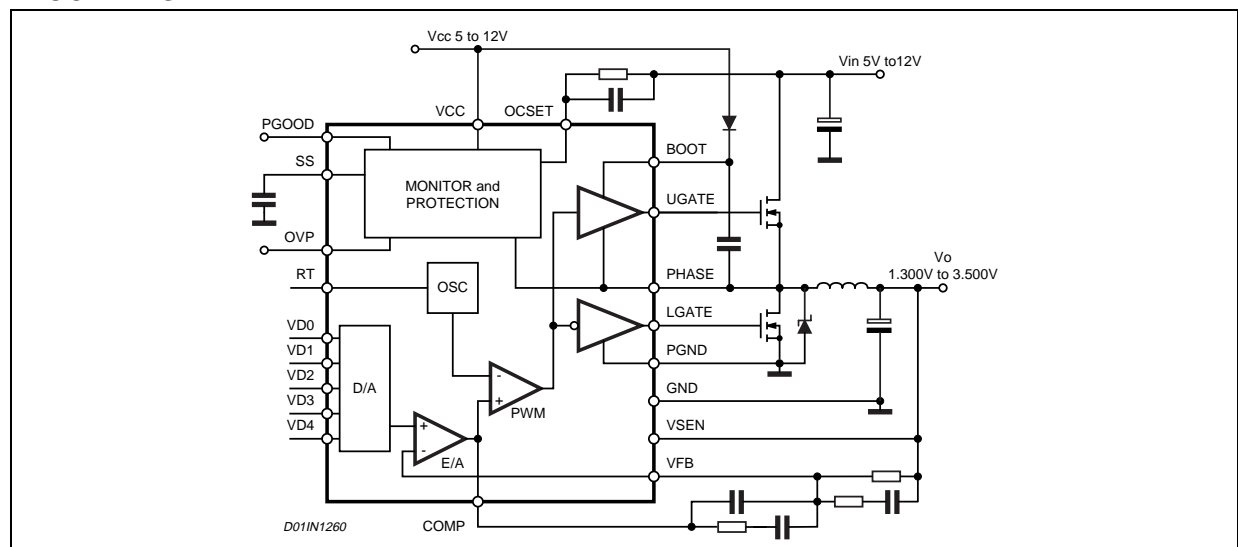 Vcc 5 to 12V
Vin 5V to12V
VCC
OCSET
PGOOD
SS
MONITOR and
PROTECTION
BOOT
UGATE
OVP
RT
OSC
PHASE
Vo
1.300V to 3.500V
LGATE
VD0
VD1
VD2
VD3
VD4
D/A
PGND
-
+
PWM
GND
+
-
E/A
VSEN
VFB
D01IN1260
COMP